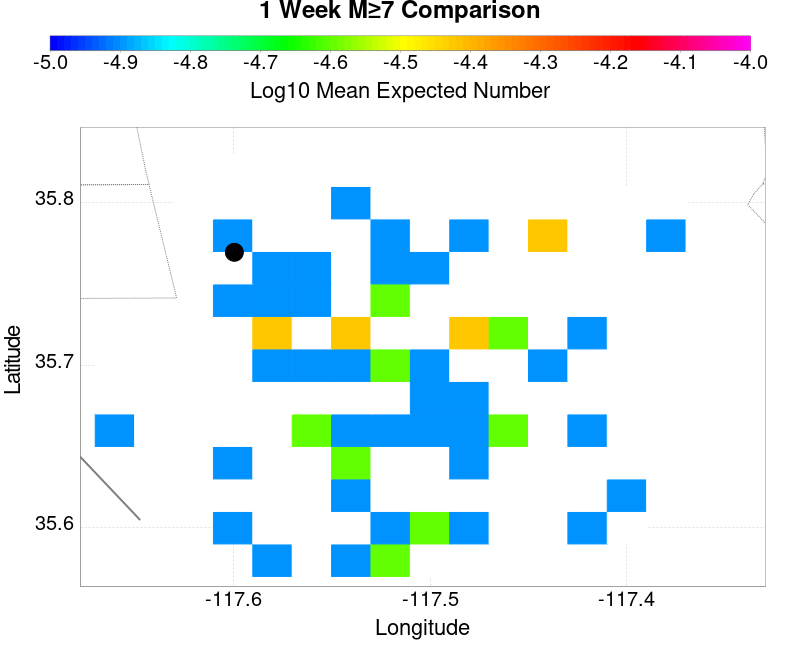 1 Week M≥7 Comparison
-5.0 -4.9 -4.8 -4.7 -4.6 -4.5 -4.4 -4.3 -4.2 -4.1 -4.0
Log10 Mean Expected Number
35.8
35.7
35.6
Latitude
-117.6 -117.5 -117.4
Longitude